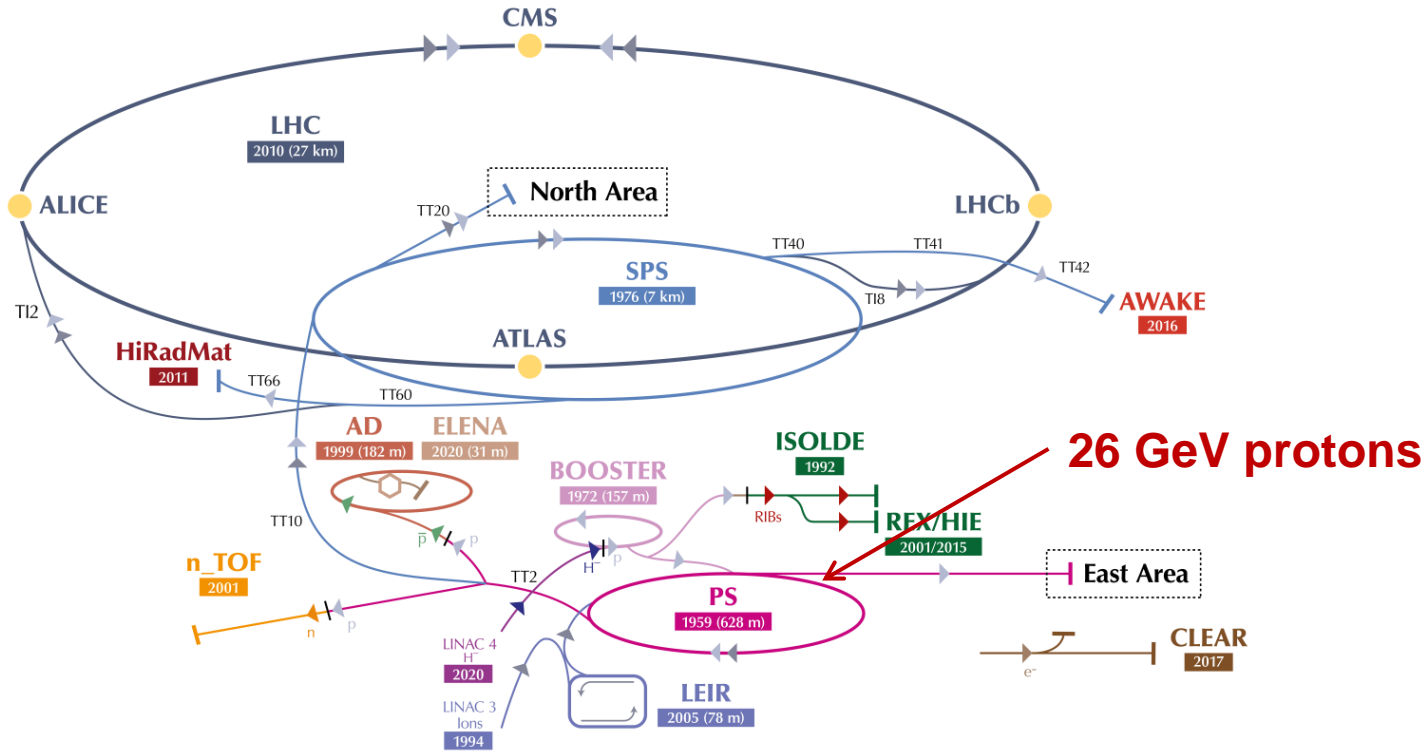 CMS
LHC
2010 (27 km)
North Area
ALICE
TT20
LHCb
TT40
TT41
SPS
1976 (7 km)
TT42
TI8
AWAKE
2016
TI2
ATLAS
HiRadMat
2011
TT66
TT60
AD
1999 (182 m)
ELENA
2020 (31 m)
ISOLDE
1992
26 GeV protons
BOOSTER
1972 (157 m)
RIBs
REX/HIE
2001/2015
TT10
p̅
p
H⁻
p
n_TOF
2001
TT2
East Area
PS
1959 (628 m)
n
p
LINAC 4
H⁻
2020
CLEAR
2017
e⁻
LEIR
2005 (78 m)
LINAC 3
Ions
1994